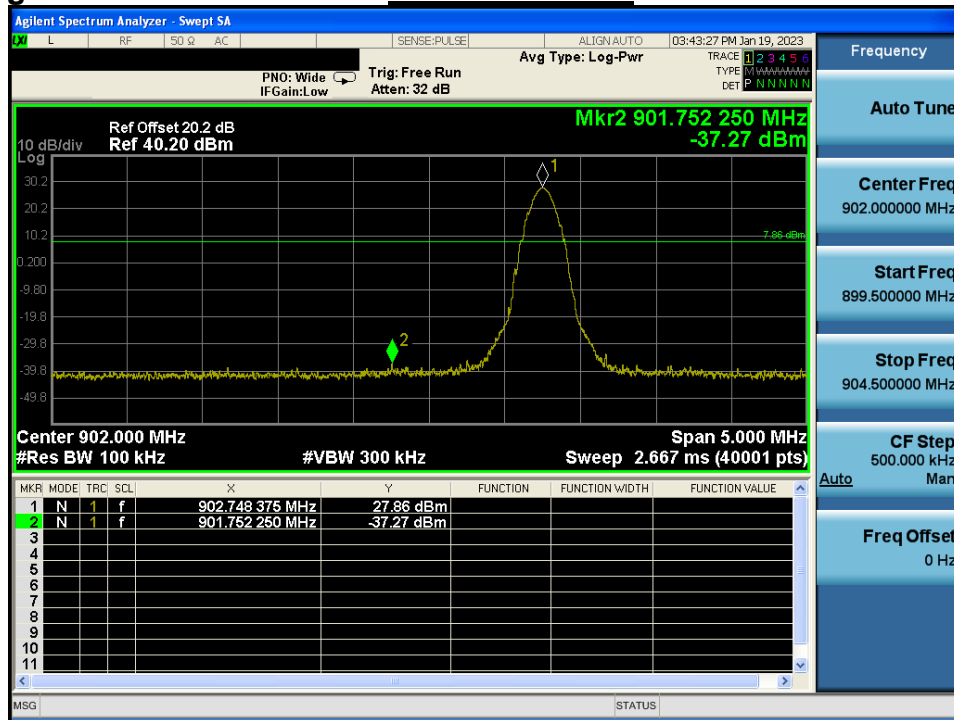 Agilent Spectrum Analyzer - Swept SA
LXI L RF 50 Ω AC SENSE:PULSE ALIGN AUTO 03:43:27 PM Jan 19, 2023
Avg Type: Log-Pwr TRACE 1 2 3 4 5 6
PNO: Wide Trig: Free Run TYPE M WWWWW
IFGain:Low Atten: 32 dB DET P N N N N N
Mkr2 901.752 250 MHz
Ref Offset 20.2 dB
10 dB/div Ref 40.20 dBm -37.27 dBm
Log
1
30.2
20.2
10.2
7.86 dBm
0.200
-9.80
-19.8
-29.8
2
-39.8
-49.8
Center 902.000 MHz Span 5.000 MHz
#Res BW 100 kHz #VBW 300 kHz Sweep 2.667 ms (40001 pts)
MKR MODE TRC SCL X Y FUNCTION FUNCTION WIDTH FUNCTION VALUE
1 N 1 f 902.748 375 MHz 27.86 dBm
2 N 1 f 901.752 250 MHz -37.27 dBm
3
4
5
6
7
8
9
10
11
MSG STATUS
Frequency
Auto Tune
Center Freq
902.000000 MHz
Start Freq
899.500000 MHz
Stop Freq
904.500000 MHz
CF Step
500.000 kHz
Auto Man
Freq Offset
0 Hz